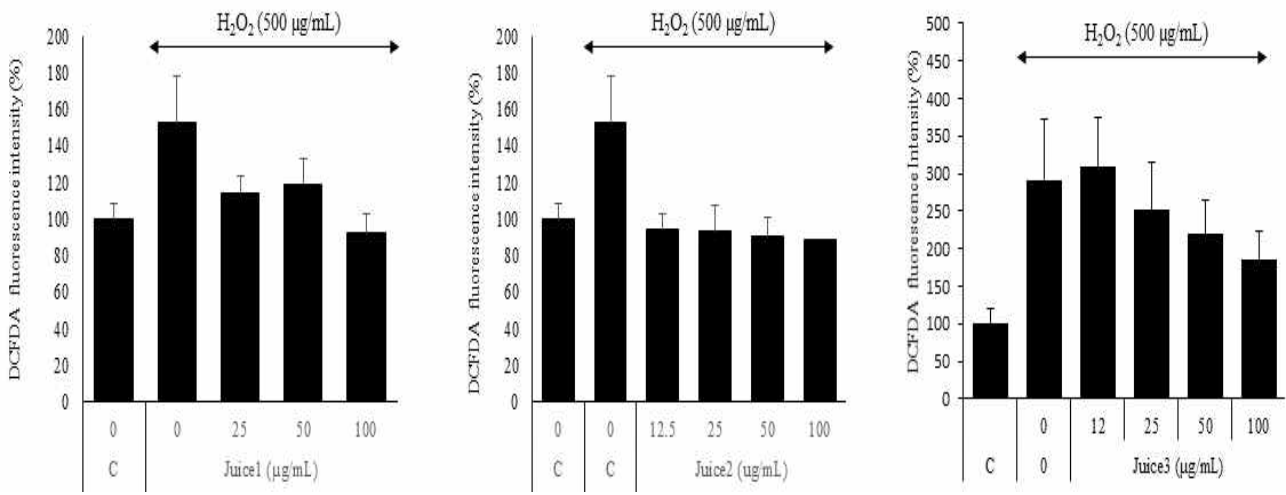 H₂O₂ (500 µg/mL)
DCFDA fluorescence intensity (%)
200
180
160
140
120
100
80
60
40
20
0
0 0 25 50 100
C Juice1 (µg/mL)
H₂O₂ (500 µg/mL)
DCFDA fluorescence intensity (%)
200
180
160
140
120
100
80
60
40
20
0
0 0 12.5 25 50 100
C C Juice2 (ug/mL)
H₂O₂ (500 µg/mL)
DCFDA fluorescence Intensity (%)
500
450
400
350
300
250
200
150
100
50
0
0 12 25 50 100
C 0 Juice3 (µg/mL)